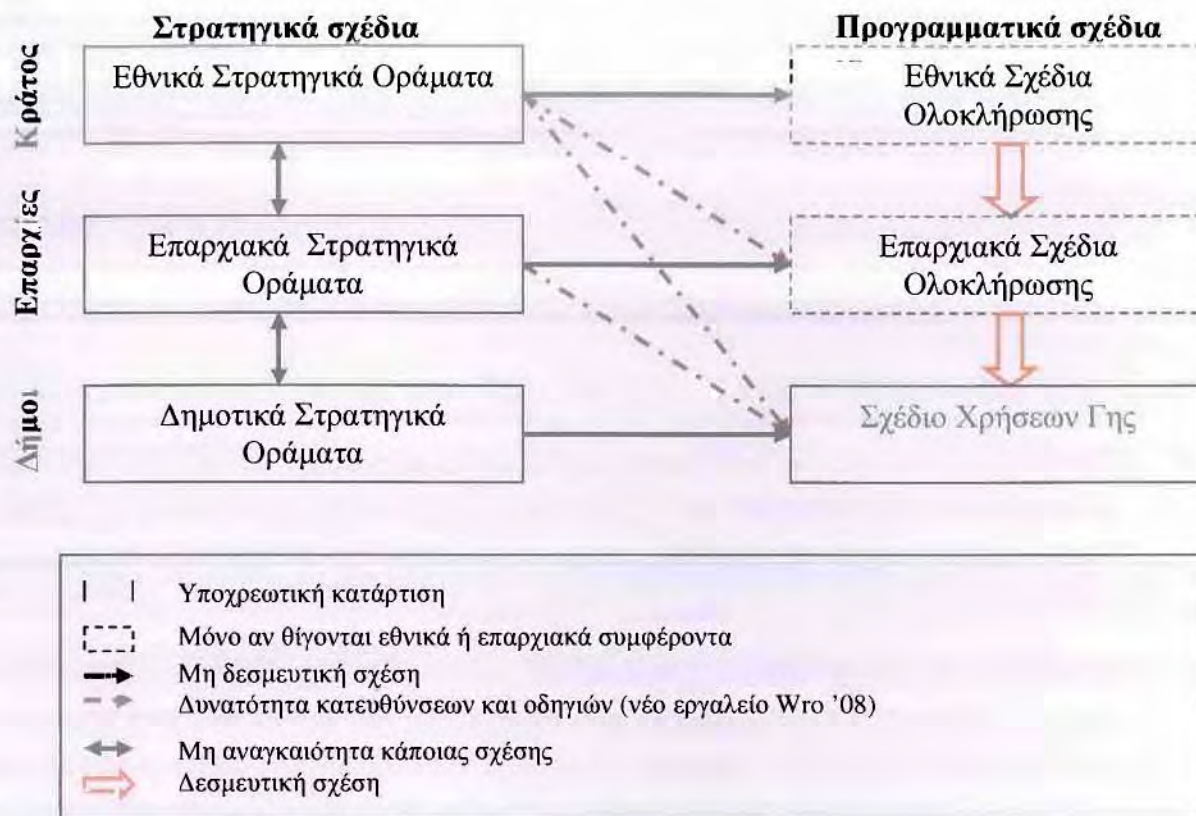 Στρατηγικά σχέδια
Προγραμματικά σχέδια
Κράτος
Εθνικά Στρατηγικά Οράματα
Εθνικά Σχέδια
Ολοκλήρωσης
Επαρχίες
Επαρχιακά Στρατηγικά
Οράματα
Επαρχιακά Σχέδια
Ολοκλήρωσης
Δήμοι
Δημοτικά Στρατηγικά
Οράματα
Σχέδιο Χρήσεων Γης
Υποχρεωτική κατάρτιση
Μόνο αν θίγονται εθνικά ή επαρχιακά συμφέροντα
Μη δεσμευτική σχέση
Δυνατότητα κατευθύνσεων και οδηγιών (νέο εργαλείο Wro ’08)
Μη αναγκαιότητα κάποιας σχέσης
Δεσμευτική σχέση